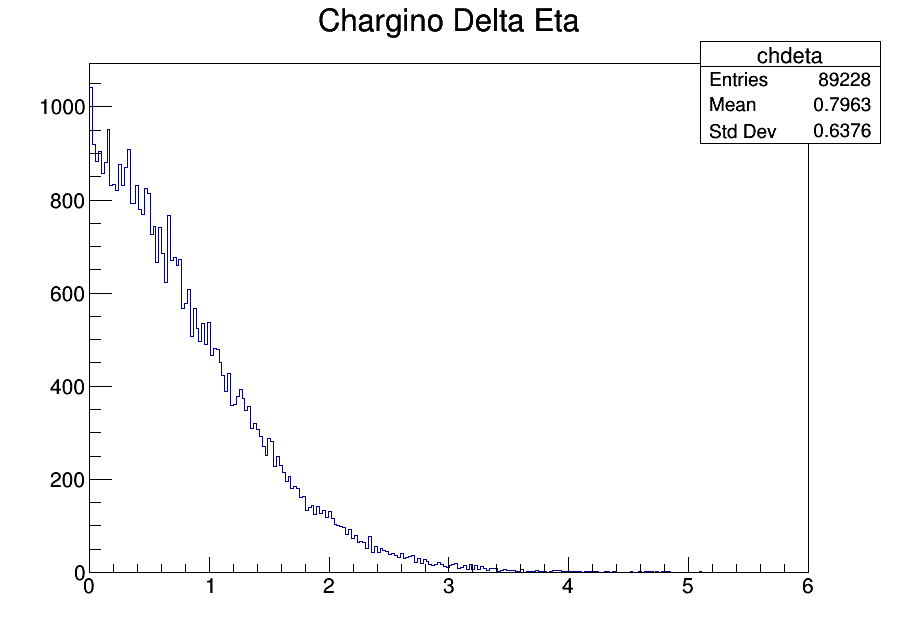 Chargino Delta Eta
chdeta
Entries 89228
Mean 0.7963
Std Dev 0.6376
1000
800
600
400
200
0
0 1 2 3 4 5 6